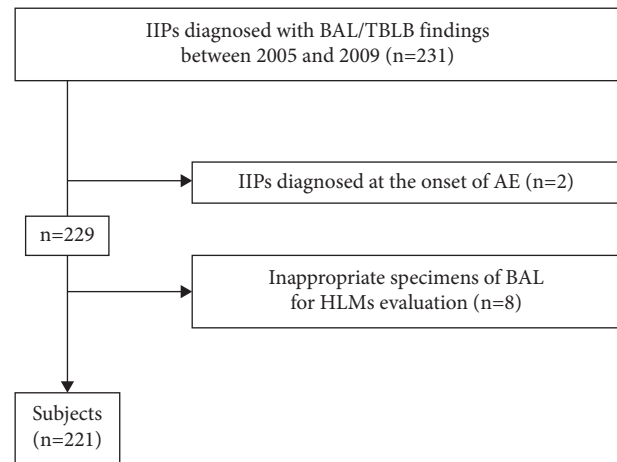 IIPs diagnosed with BAL/TBLB findings
between 2005 and 2009 (n=231)
IIPs diagnosed at the onset of AE (n=2)
n=229
Inappropriate specimens of BAL
for HLMs evaluation (n=8)
Subjects
(n=221)